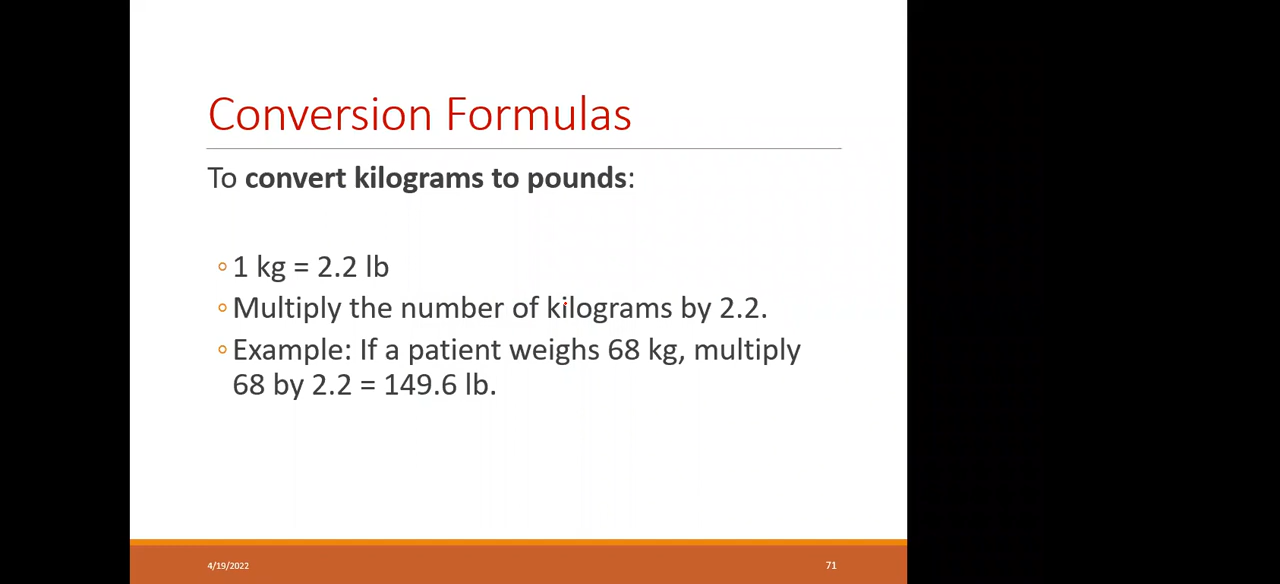 Conversion Formulas
To convert kilograms to pounds:
◦1 kg = 2.2 lb
◦Multiply the number of kilograms by 2.2.
◦Example: If a patient weighs 68 kg, multiply
68 by 2.2 = 149.6 lb.
4/19/2022 71